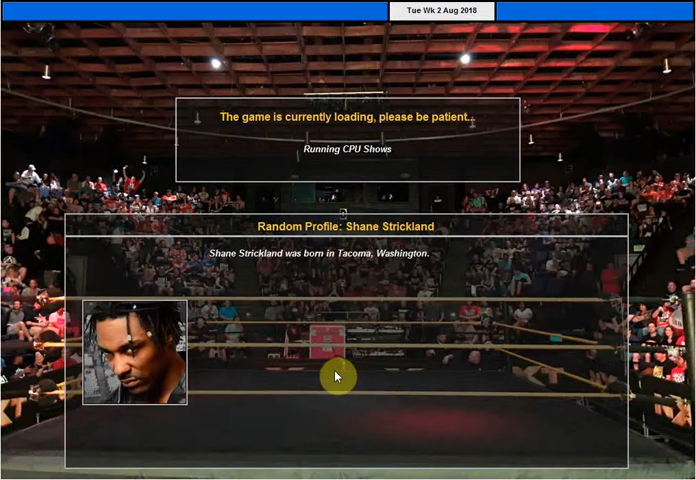 Tue Wk 2 Aug 2018
The game is currently loading, please be patient...
Running CPU Shows
Random Profile: Shane Strickland
Shane Strickland was born in Tacoma, Washington.